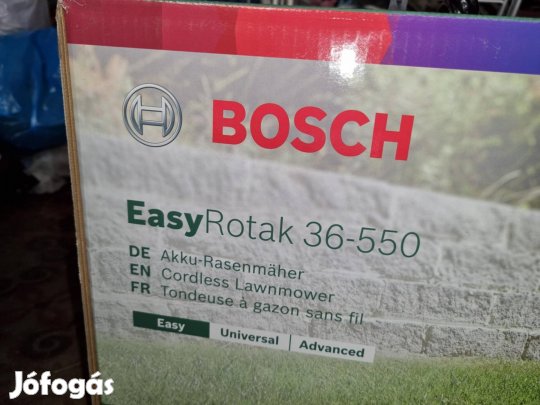 BOSCH
EasyRotak 36-550
DE Akku-Rasenmäher
EN Cordless Lawnmower
FR Tondeuse à gazon sans fil
Easy Universal Advanced
Jófogás